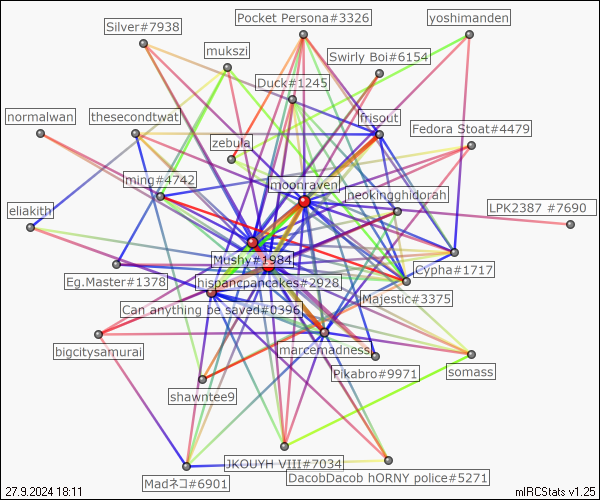 Silver#7938
Pocket Persona#3326
yoshimanden
mukszi
Swirly Boi#6154
Duck#1245
normalwan
thesecondtwat
frisout
Fedora Stoat#4479
zebula
ming#4742
moonraven
neokingghidorah
eliakith
LPK2387 #7690
Mushy#1984
Cypha#1717
Eg.Master#1378
hispancpancakes#2928
Majestic#3375
Can anything be saved#0396
bigcitysamurai
marcemadness
Pikabro#9971
somass
shawntee9
JKOUYH VIII#7034
DacobDacob hORNY police#5271
Madネコ#6901
27.9.2024 18:11
mIRCStats v1.25